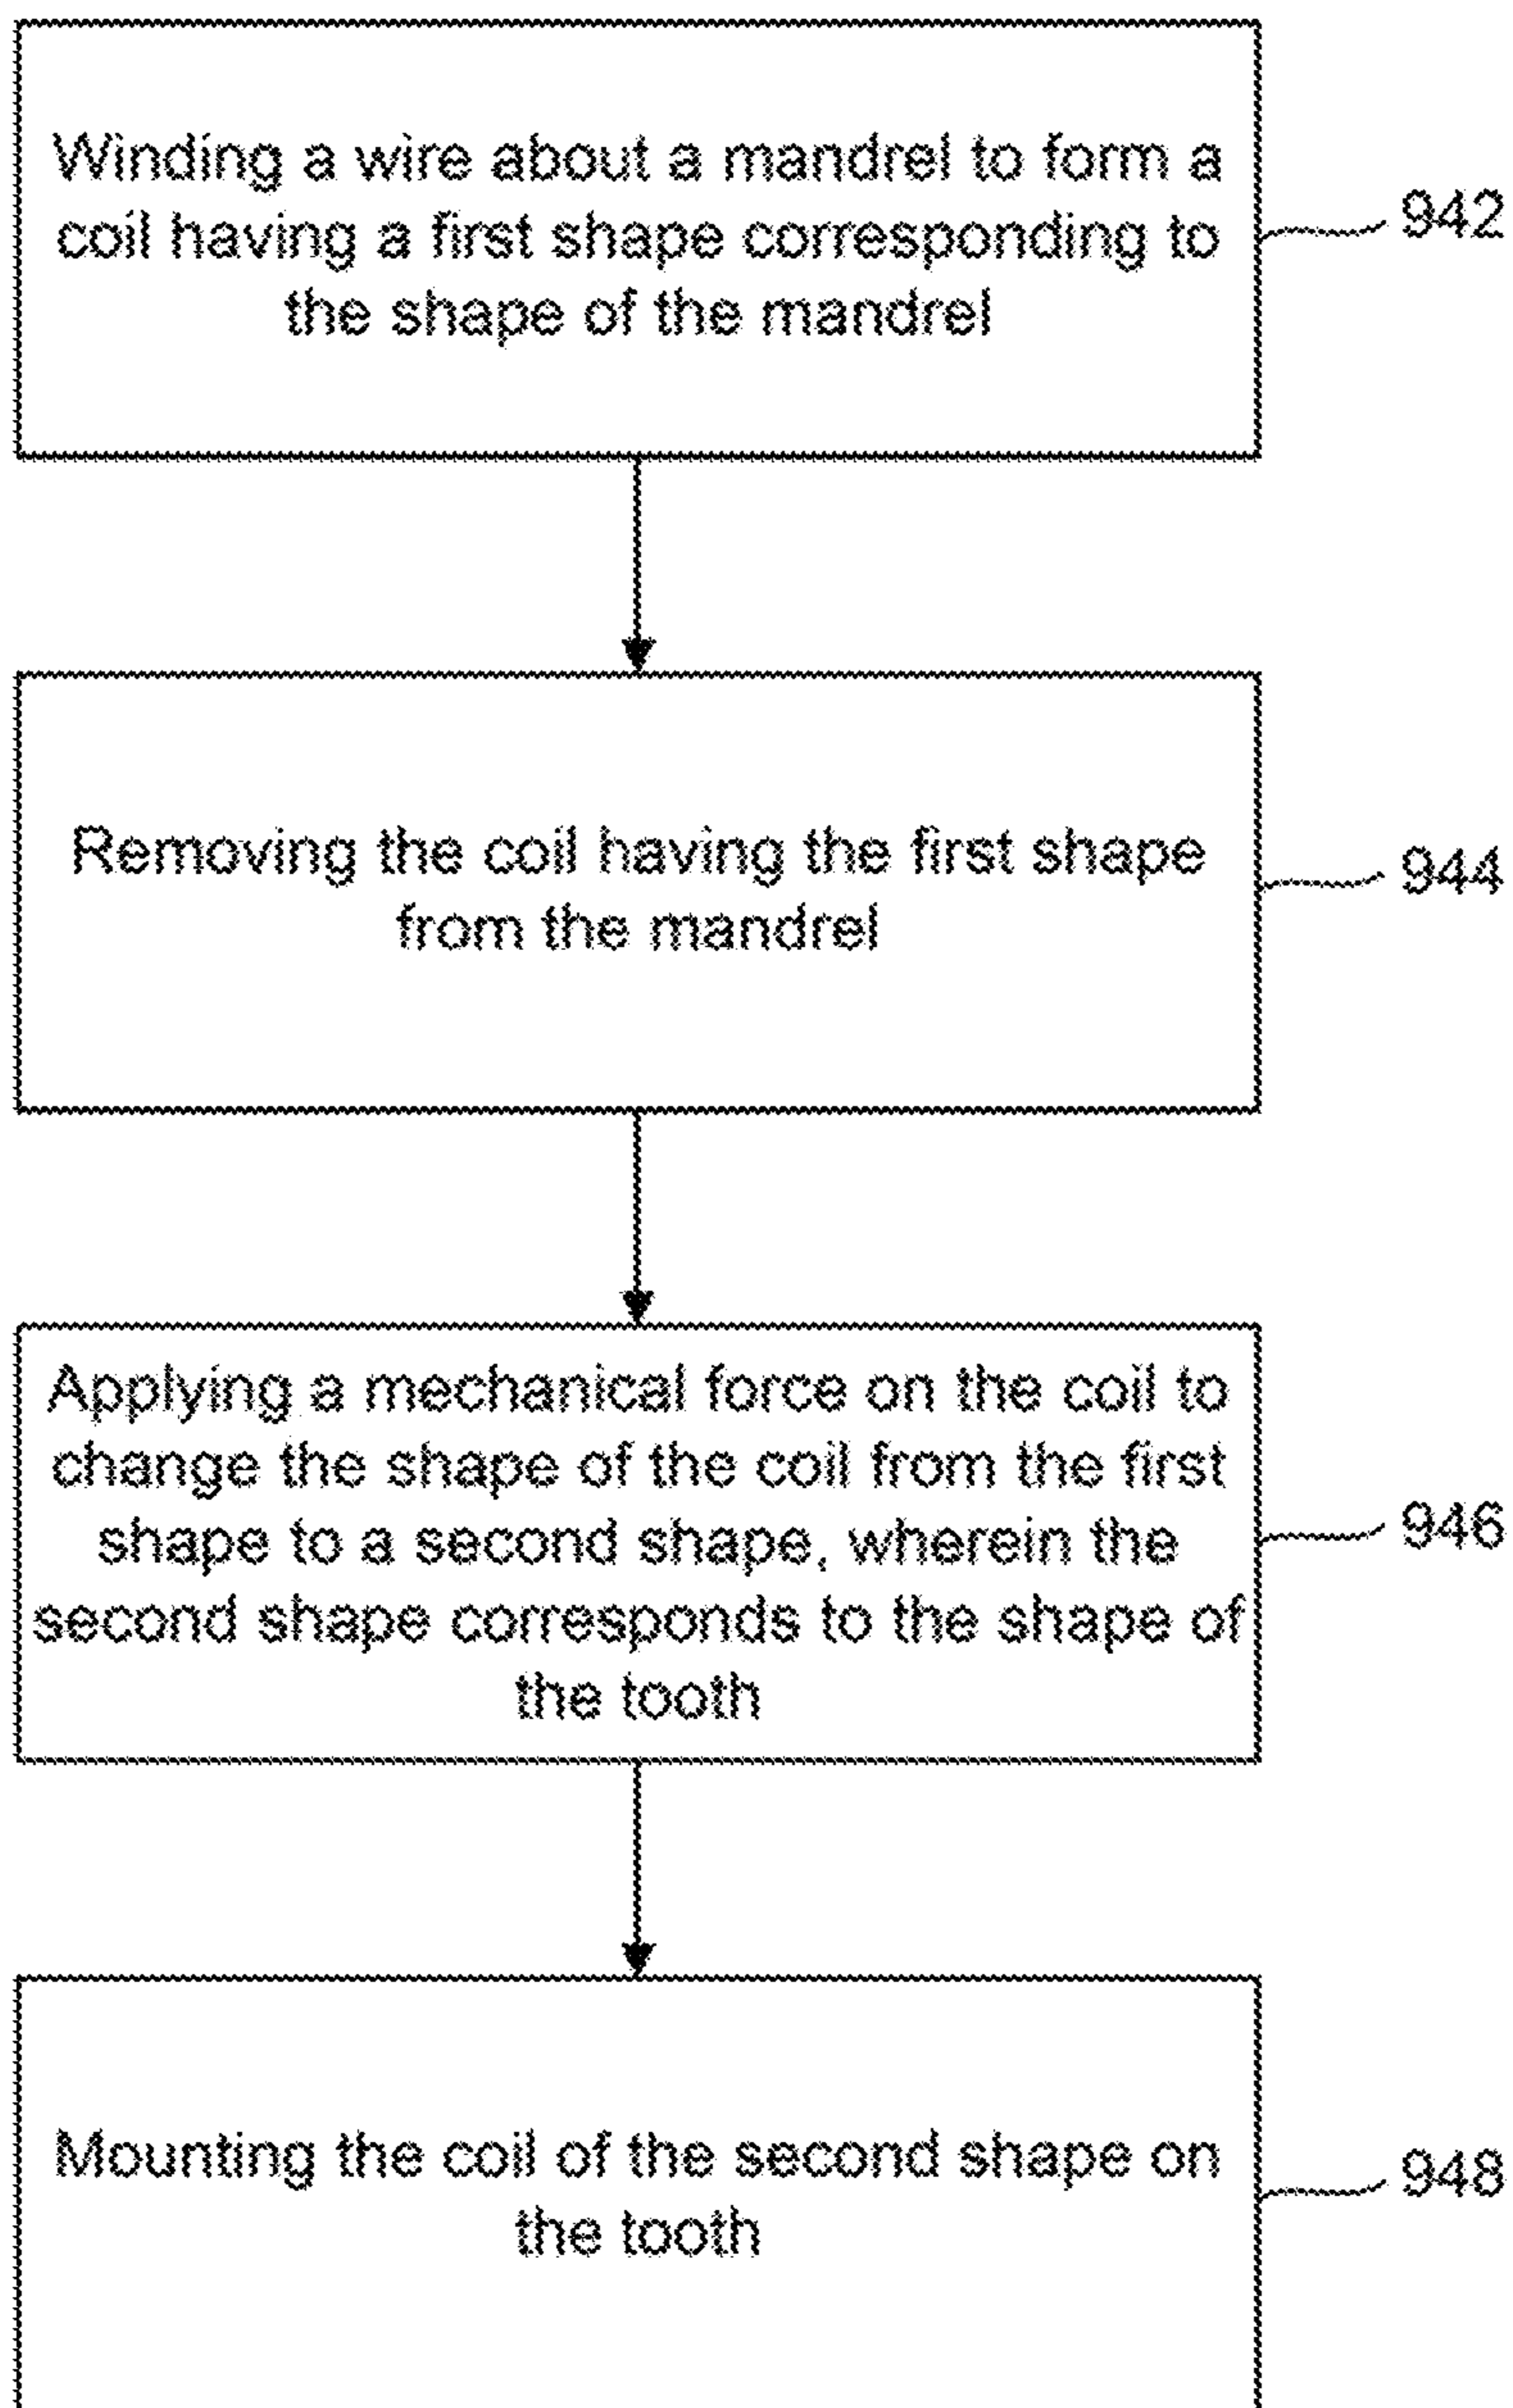 Winding a wire about a mandrel to form a
coil having a first shape corresponding to
the shape of the mandrel
942
Removing the coil having the first shape
from the mandrel
944
Applying a mechanical force on the coil to
change the shape of the coil from the first
shape to a second shape, wherein the
second shape corresponds to the shape of
the tooth
946
Mounting the coil of the second shape on
the tooth
948